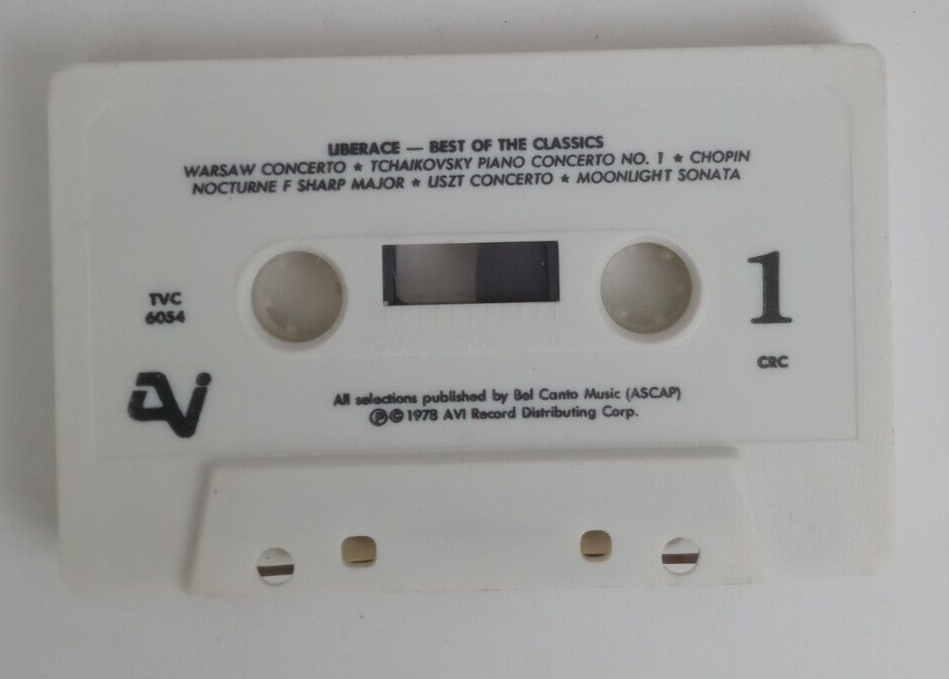 LIBERACE — BEST OF THE CLASSICS
WARSAW CONCERTO ★ TCHAIKOVSKY PIANO CONCERTO NO. 1 ★ CHOPIN
NOCTURNE F SHARP MAJOR ★ LISZT CONCERTO ★ MOONLIGHT SONATA
TVC
6054
1
CRC
AVI
All selections published by Bel Canto Music (ASCAP)
Ⓟ©1978 AVI Record Distributing Corp.